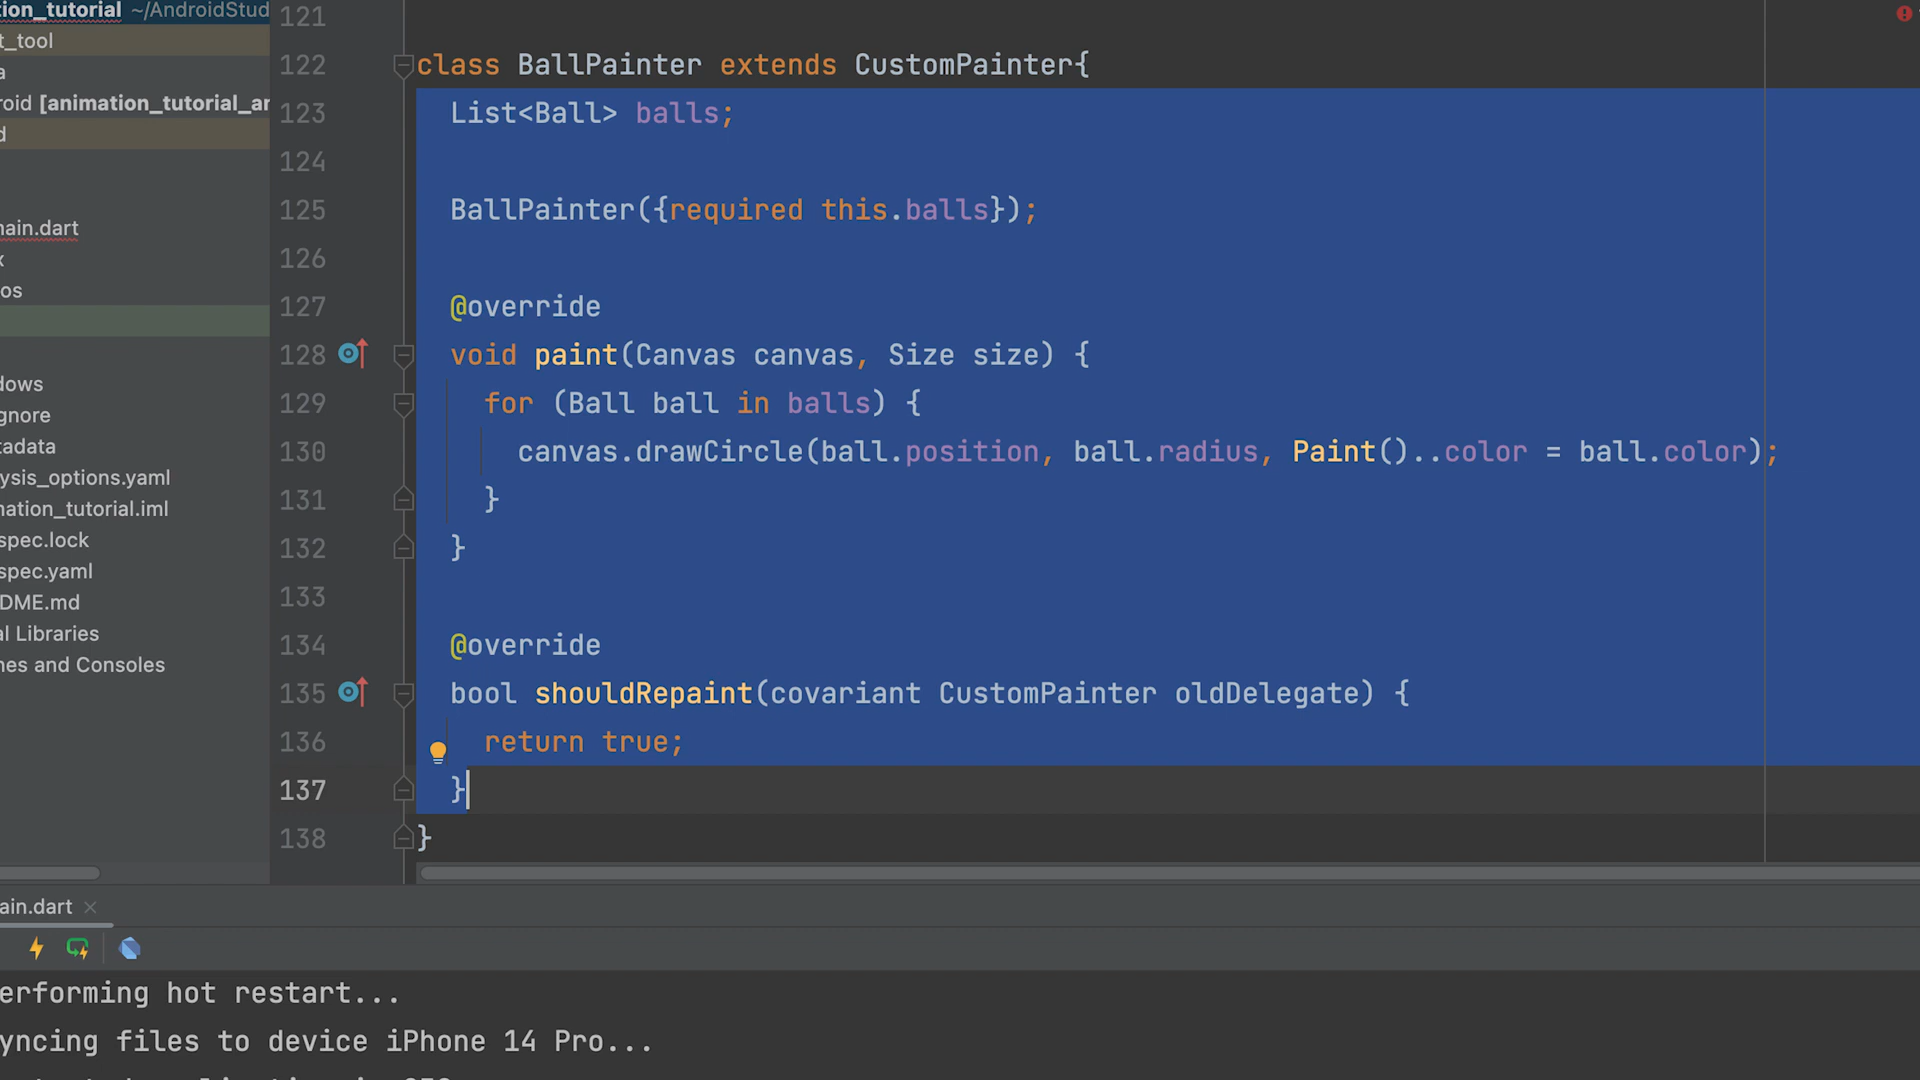 ion_tutorial ~/AndroidStud
t_tool
a
roid [animation_tutorial_ar
d
ain.dart
x
os
dows
gnore
tadata
ysis_options.yaml
nation_tutorial.iml
spec.lock
spec.yaml
DME.md
al Libraries
hes and Consoles
121
122 class BallPainter extends CustomPainter{
123 List<Ball> balls;
124
125 BallPainter({required this.balls});
126
127 @override
128 void paint(Canvas canvas, Size size) {
129 for (Ball ball in balls) {
130 canvas.drawCircle(ball.position, ball.radius, Paint()..color = ball.color);
131 }
132 }
133
134 @override
135 bool shouldRepaint(covariant CustomPainter oldDelegate) {
136 return true;
137 }
138 }
ain.dart
erforming hot restart...
yncing files to device iPhone 14 Pro...